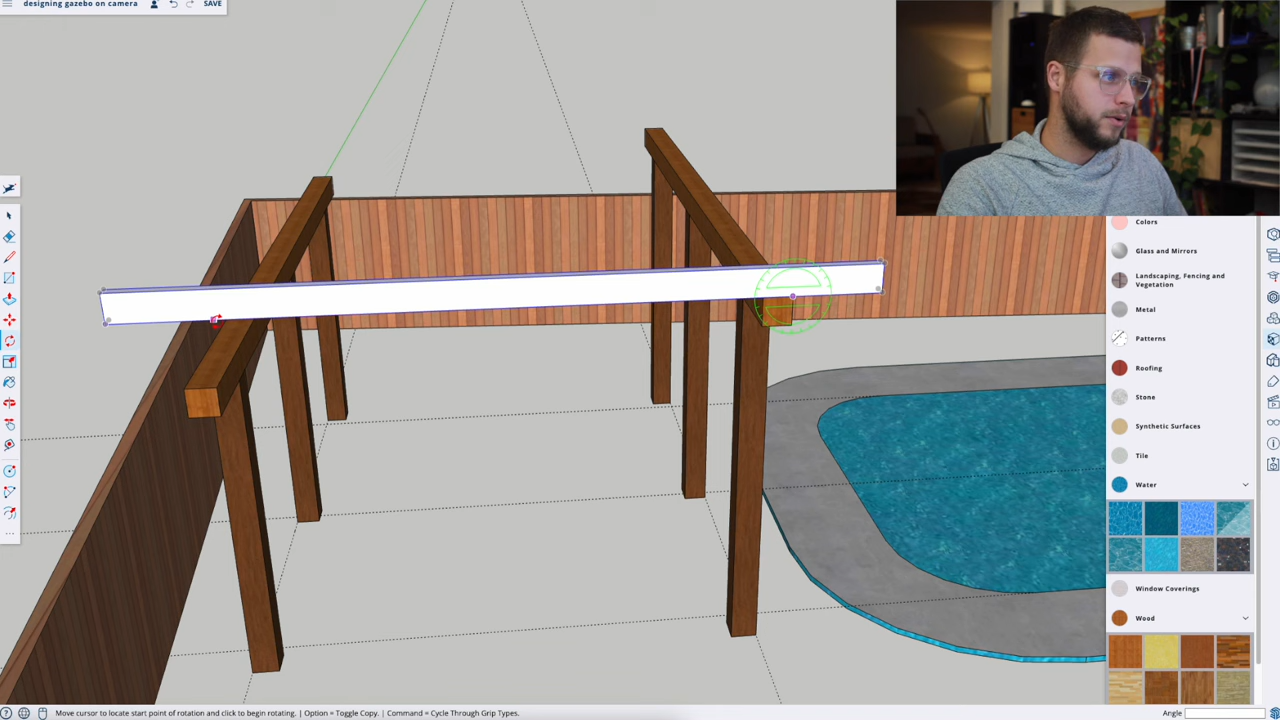 designing gazebo on camera
SAVE
Colors
Glass and Mirrors
Landscaping, Fencing and
Vegetation
Metal
Patterns
Roofing
Stone
Synthetic Surfaces
Tile
Water
Window Coverings
Wood
Move cursor to locate start point of rotation and click to begin rotating. | Option = Toggle Copy. | Command = Cycle Through Grip Types.
Angle